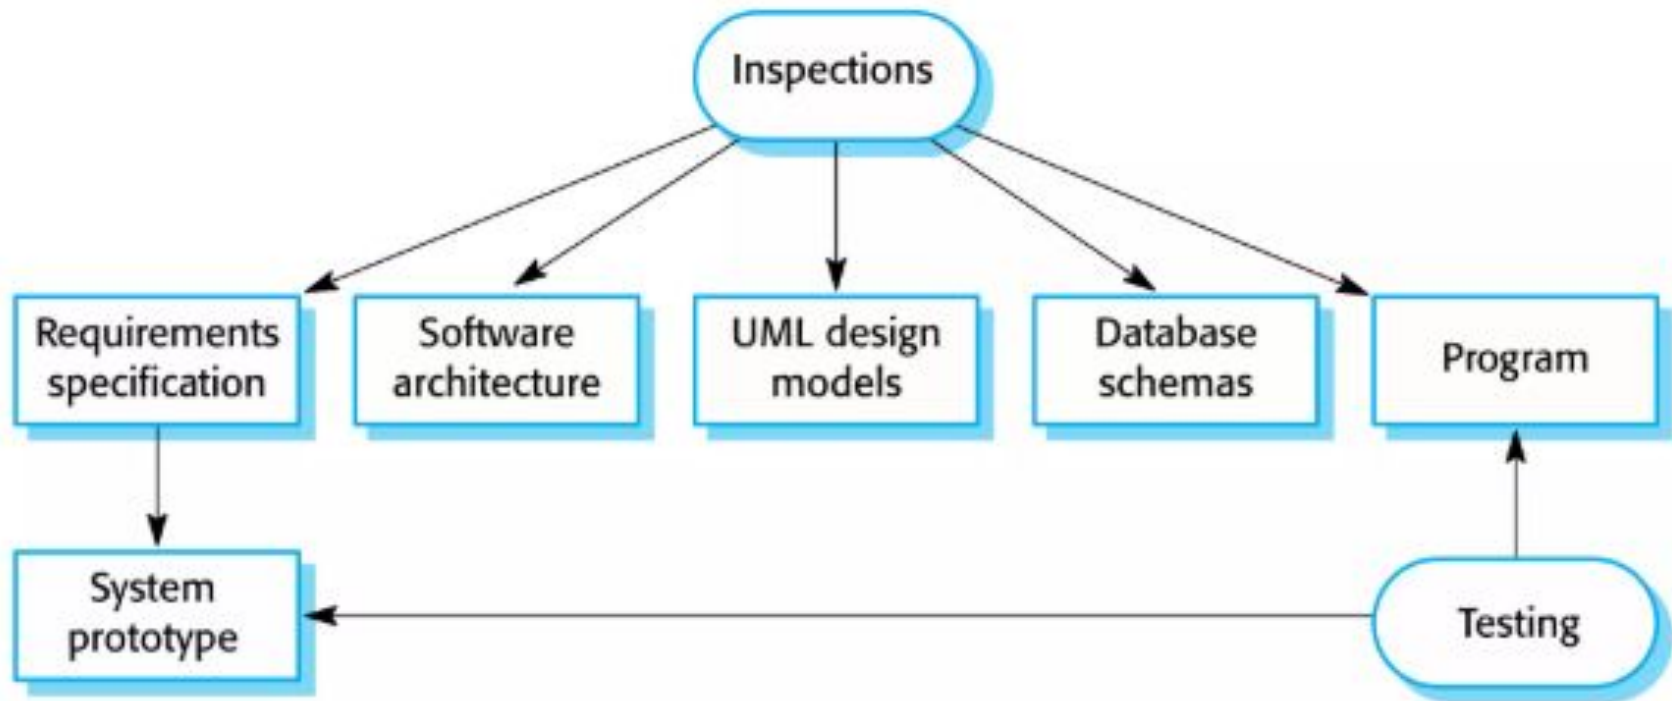 Inspections
Requirements
specification
Software
architecture
UML design
models
Database
schemas
Program
System
prototype
Testing